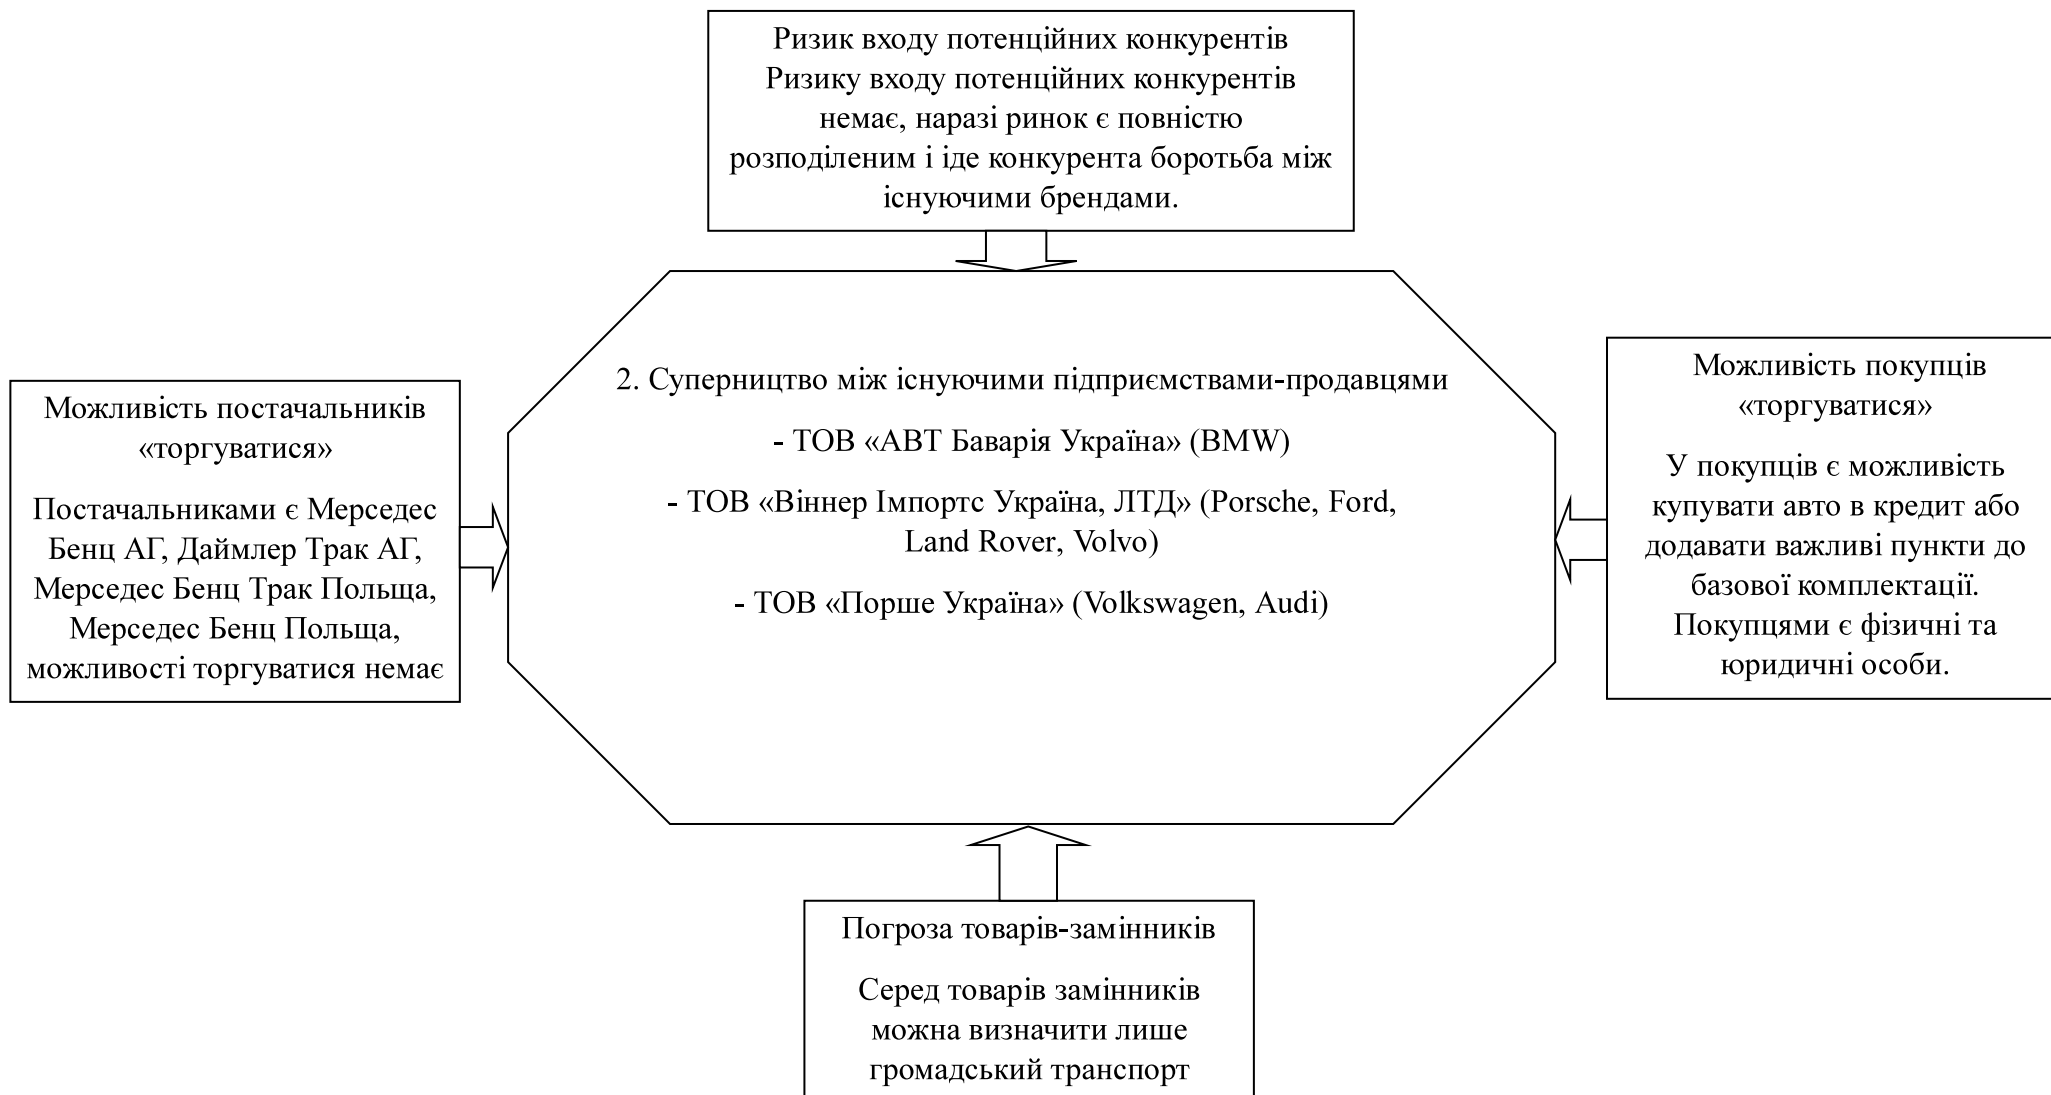 Ризик входу потенційних конкурентів
Ризику входу потенційних конкурентів
немає, наразі ринок є повністю
розподіленим і іде конкурента боротьба між
існуючими брендами.
Можливість постачальників
«торгуватися»
Постачальниками є Мерседес
Бенц АГ, Даймлер Трак АГ,
Мерседес Бенц Трак Польща,
Мерседес Бенц Польща,
можливості торгуватися немає
2. Суперництво між існуючими підприємствами-продавцями
- ТОВ «АВТ Баварія Україна» (BMW)
- ТОВ «Віннер Імпортс Україна, ЛТД» (Porsche, Ford,
Land Rover, Volvo)
- ТОВ «Порше Україна» (Volkswagen, Audi)
Можливість покупців
«торгуватися»
У покупців є можливість
купувати авто в кредит або
додавати важливі пункти до
базової комплектації.
Покупцями є фізичні та
юридичні особи.
Погроза товарів-замінників
Серед товарів замінників
можна визначити лише
громадський транспорт